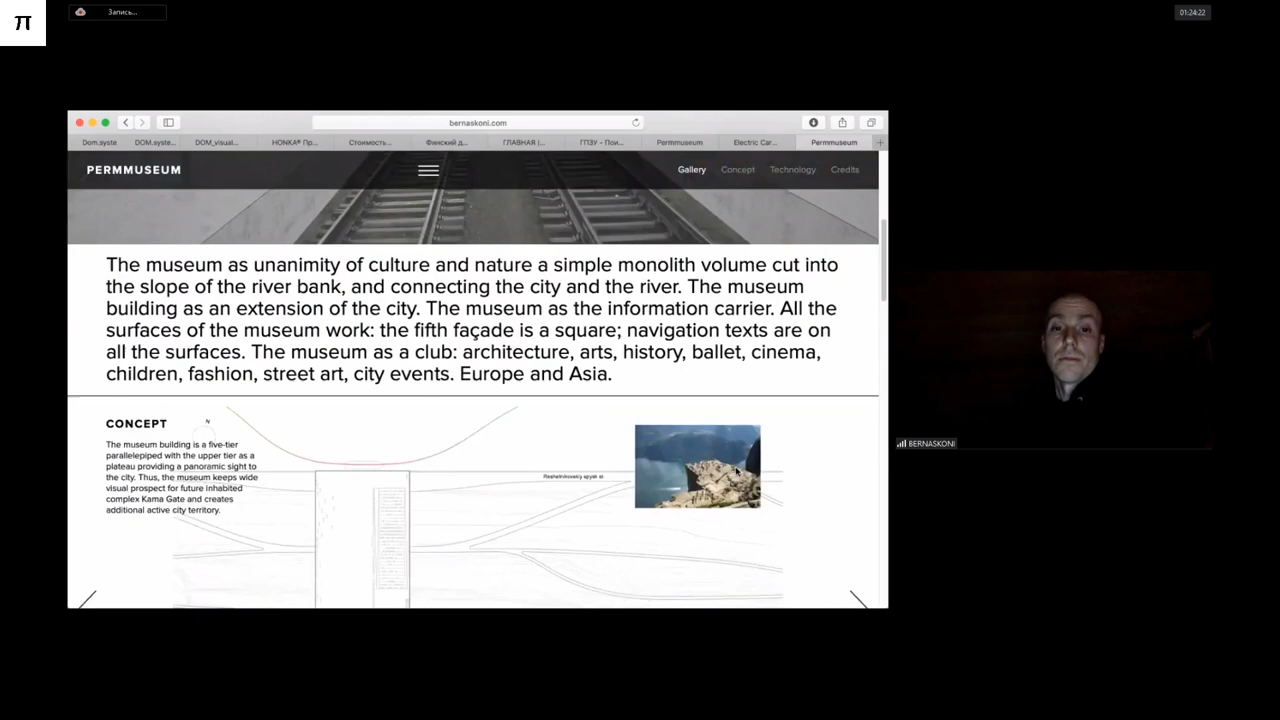 π
Запись...
01:24:22
bernaskoni.com
Dom.syste
DOM.syste...
DOM_visual...
HONKA® Пр...
Стоимость...
Финский д...
ГЛАВНАЯ |...
ГПЗУ - Пои...
Permmuseum
Electric Car...
Permmuseum
PERMMUSEUM
Gallery
Concept
Technology
Credits
The museum as unanimity of culture and nature a simple monolith volume cut into
the slope of the river bank, and connecting the city and the river. The museum
building as an extension of the city. The museum as the information carrier. All the
surfaces of the museum work: the fifth façade is a square; navigation texts are on
all the surfaces. The museum as a club: architecture, arts, history, ballet, cinema,
children, fashion, street art, city events. Europe and Asia.
CONCEPT
N
The museum building is a five-tier
parallelepiped with the upper tier as a
plateau providing a panoramic sight to
the city. Thus, the museum keeps wide
visual prospect for future inhabited
complex Kama Gate and creates
additional active city territory.
Reshetnikovskiy spysk st
BERNASKONI